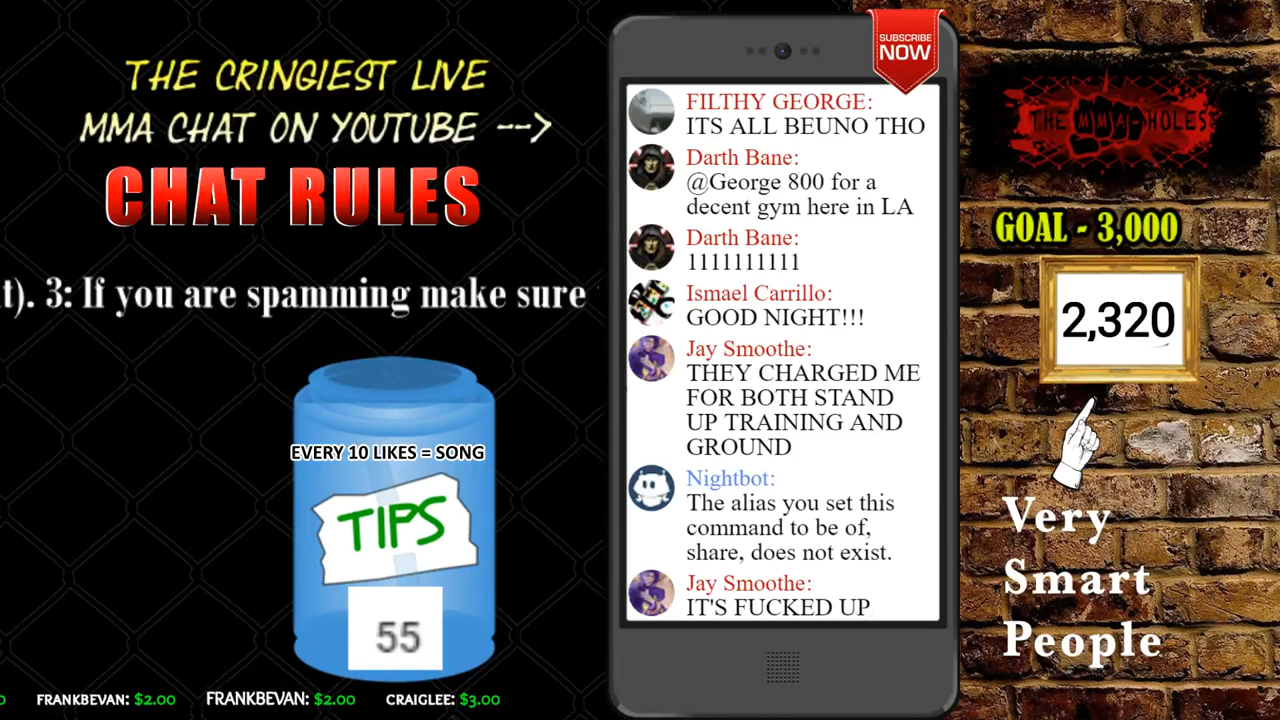 THE CRINGIEST LIVE
MMA CHAT ON YOUTUBE -->
CHAT RULES
t). 3: If you are spamming make sure
EVERY 10 LIKES = SONG
TIPS
55
0 FRANKBEVAN: $2.00 FRANKBEVAN: $2.00 CRAIGLEE: $3.00
SUBSCRIBE
NOW
FILTHY GEORGE:
ITS ALL BEUNO THO
Darth Bane:
@George 800 for a
decent gym here in LA
Darth Bane:
1111111111
Ismael Carrillo:
GOOD NIGHT!!!
Jay Smoothe:
THEY CHARGED ME
FOR BOTH STAND
UP TRAINING AND
GROUND
Nightbot:
The alias you set this
command to be of,
share, does not exist.
Jay Smoothe:
IT'S FUCKED UP
THE MMA-HOLES
GOAL - 3,000
2,320
Very
Smart
People